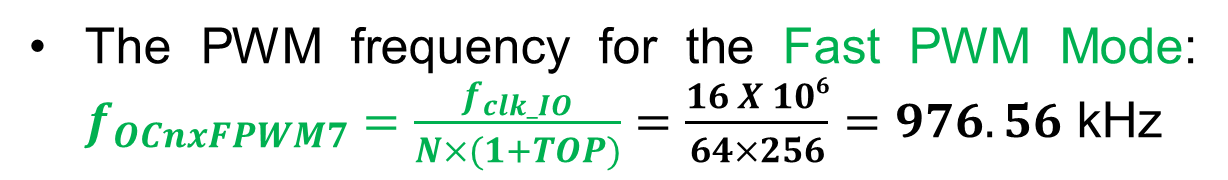 • The PWM frequency for the Fast PWM Mode:
f_OCnxFPWM7 = f_clk_IO / N×(1+TOP) = 16 X 10^6 / 64×256 = 976.56 kHz